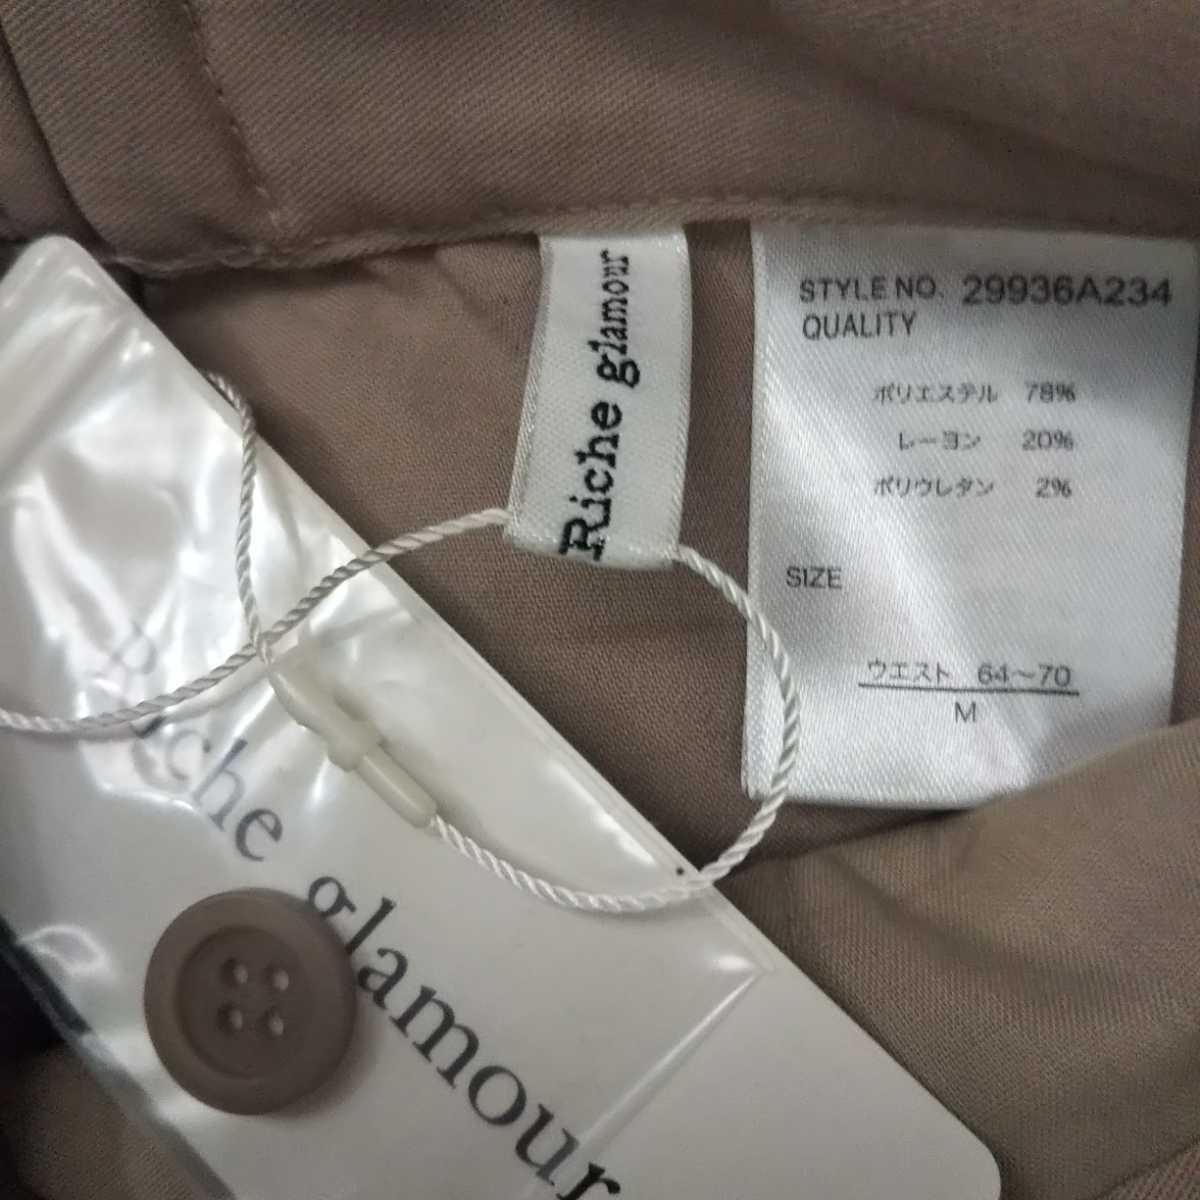 Riche glamour
STYLE NO. 29936A234
QUALITY
ポリエステル 78%
レーヨン 20%
ポリウレタン 2%
SIZE
ウエスト 64~70
M
Riche glamour